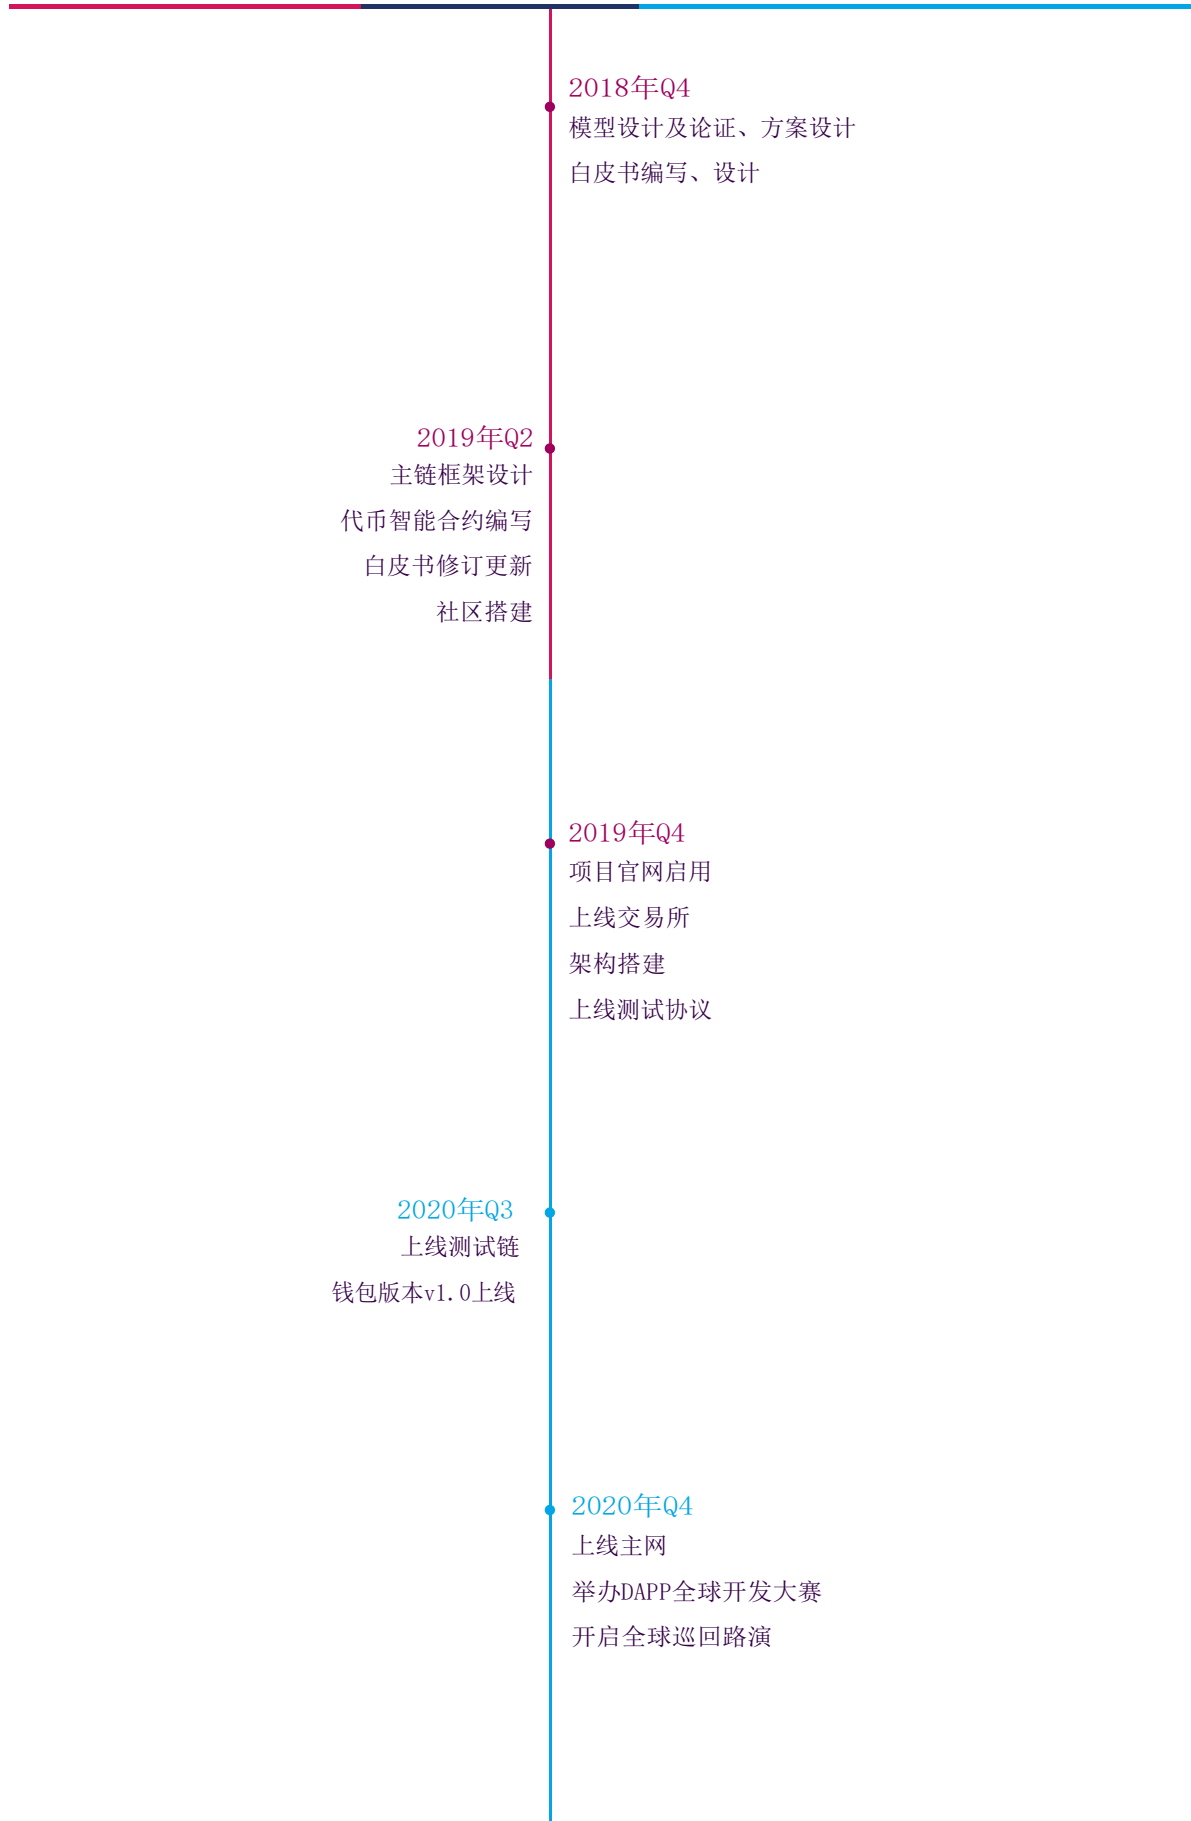 2018年Q4
模型设计及论证、方案设计
白皮书编写、设计
2019年Q2
主链框架设计
代币智能合约编写
白皮书修订更新
社区搭建
2019年Q4
项目官网启用
上线交易所
架构搭建
上线测试协议
2020年Q3
上线测试链
钱包版本v1.0上线
2020年Q4
上线主网
举办DAPP全球开发大赛
开启全球巡回路演